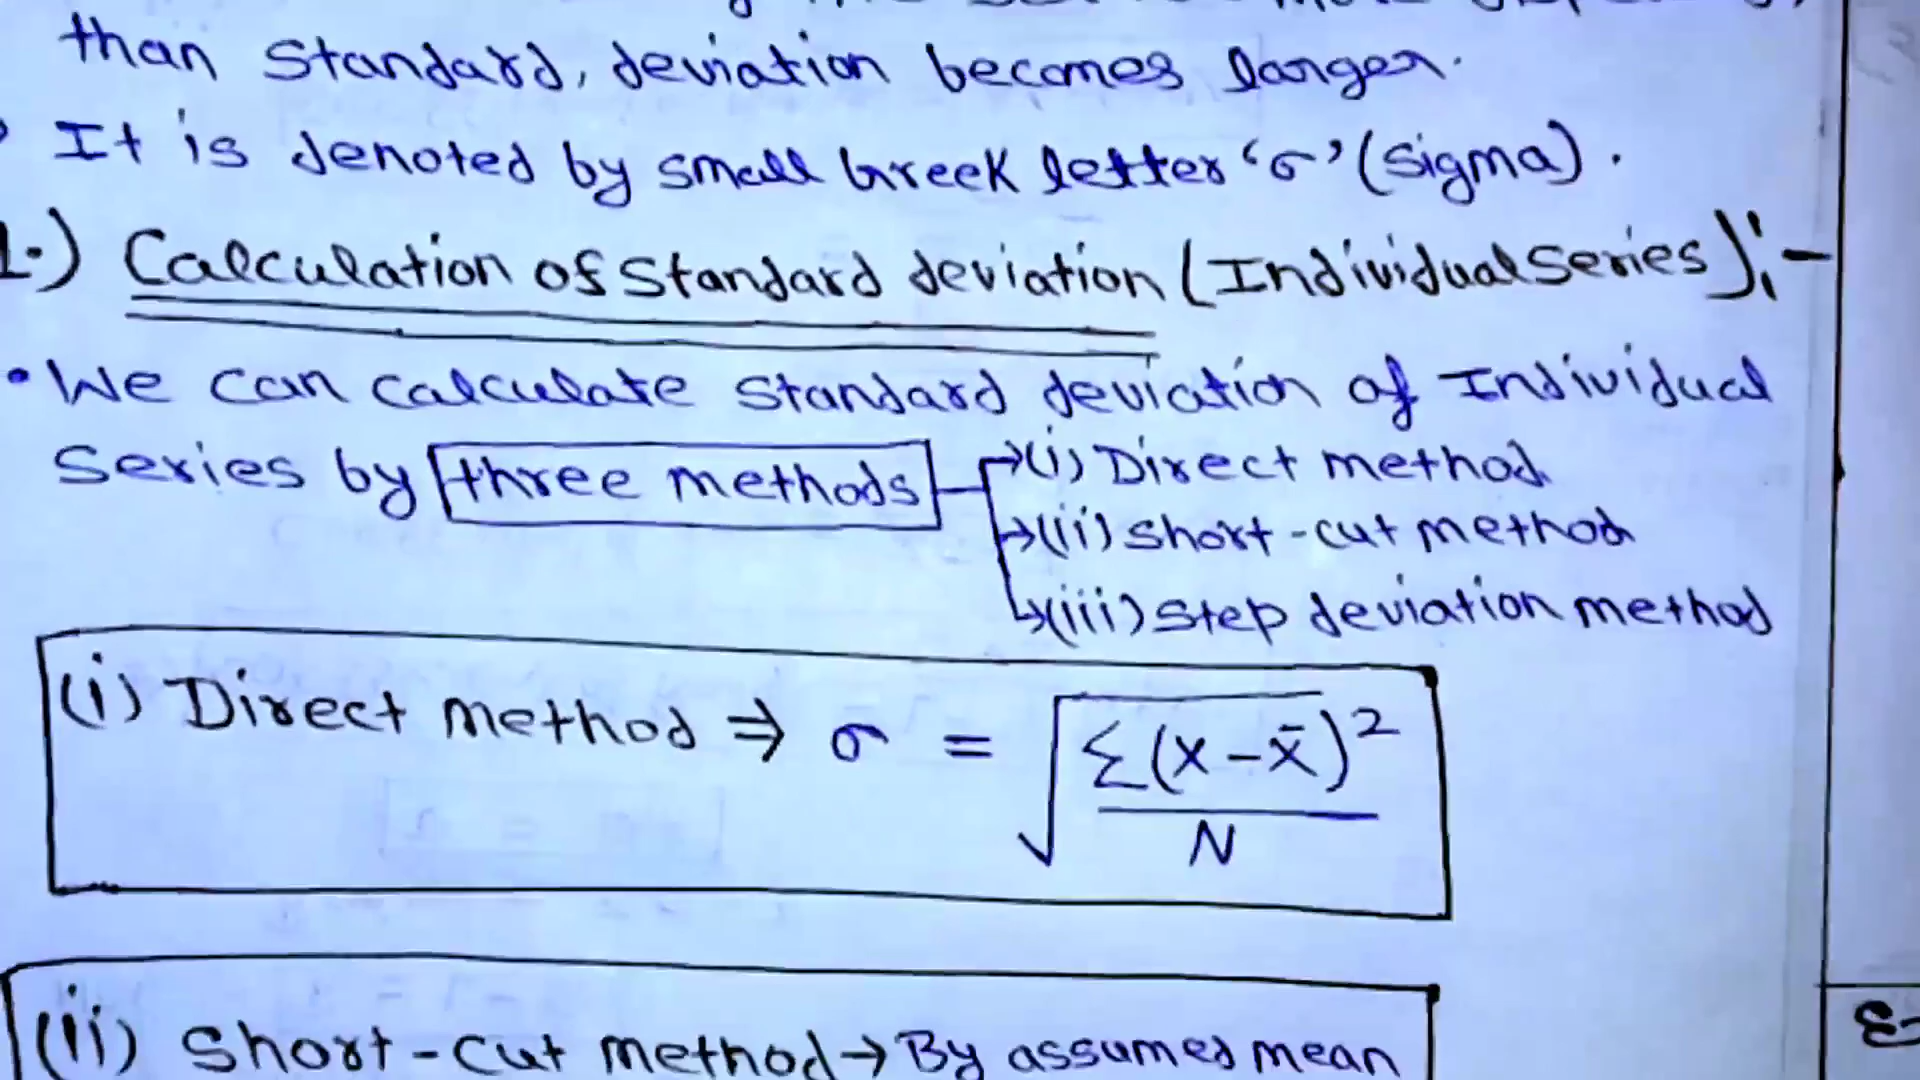 than standard, deviation becomes larger.
It is denoted by small Greek letter 'σ' (sigma).
1.) Calculation of Standard deviation (Individual series):-
• We can calculate standard deviation of Individual
series by three methods →(i) Direct method
→(ii) short-cut method
→(iii) step deviation method
(i) Direct method ⇒ σ = √Σ(x-x̄)²/N
(ii) Short-cut method → By assumed mean